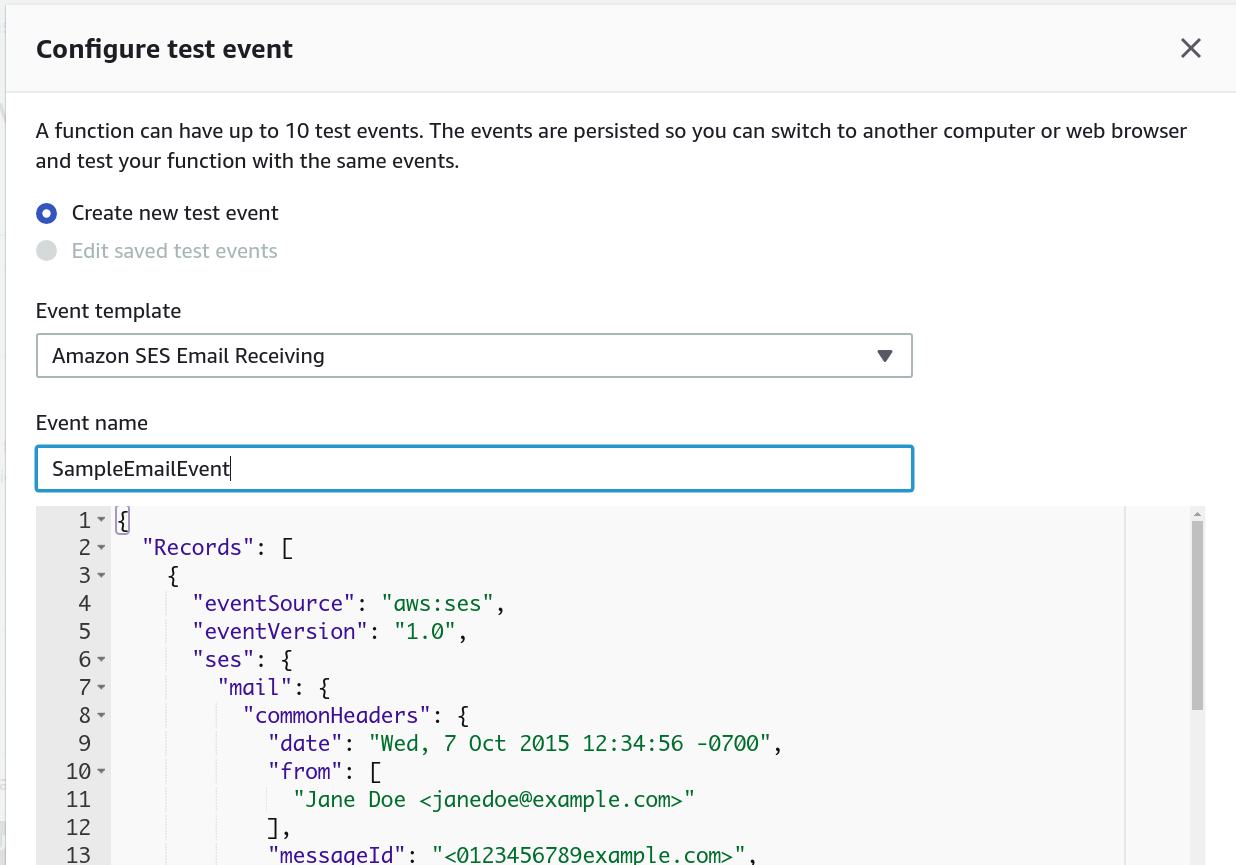 Configure test event
A function can have up to 10 test events. The events are persisted so you can switch to another computer or web browser
and test your function with the same events.
Create new test event
Edit saved test events
Event template
Amazon SES Email Receiving
Event name
SampleEmailEvent
1 {
2 "Records": [
3 {
4 "eventSource": "aws:ses",
5 "eventVersion": "1.0",
6 "ses": {
7 "mail": {
8 "commonHeaders": {
9 "date": "Wed, 7 Oct 2015 12:34:56 -0700",
10 "from": [
11 "Jane Doe <janedoe@example.com>"
12 ],
13 "messageId": "<0123456789example.com>",